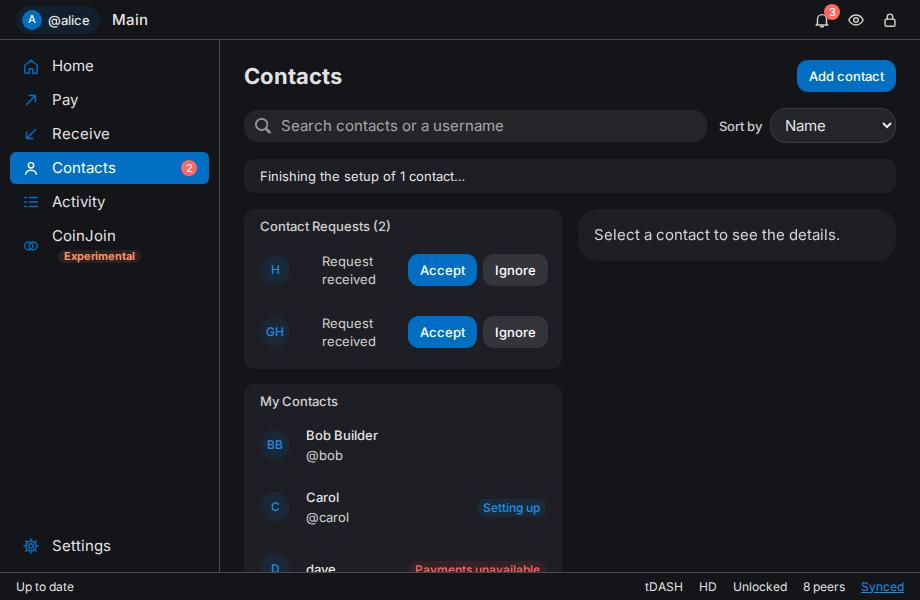 A @alice Main 3
Home
Pay
Receive
Contacts 2
Activity
CoinJoin
Experimental
Settings
Contacts Add contact
Search contacts or a username Sort by Name
Finishing the setup of 1 contact...
Contact Requests (2)
H Request received Accept Ignore
GH Request received Accept Ignore
My Contacts
BB Bob Builder
@bob
C Carol
@carol Setting up
D dave Payments unavailable
Select a contact to see the details.
Up to date tDASH HD Unlocked 8 peers Synced